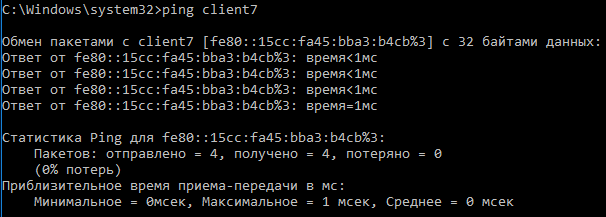 C:\Windows\system32>ping client7
Обмен пакетами с client7 [fe80::15cc:fa45:bba3:b4cb%3] с 32 байтами данных:
Ответ от fe80::15cc:fa45:bba3:b4cb%3: время<1мс
Ответ от fe80::15cc:fa45:bba3:b4cb%3: время<1мс
Ответ от fe80::15cc:fa45:bba3:b4cb%3: время<1мс
Ответ от fe80::15cc:fa45:bba3:b4cb%3: время=1мс
Статистика Ping для fe80::15cc:fa45:bba3:b4cb%3:
Пакетов: отправлено = 4, получено = 4, потеряно = 0
(0% потерь)
Приблизительное время приема-передачи в мс:
Минимальное = 0мсек, Максимальное = 1 мсек, Среднее = 0 мсек